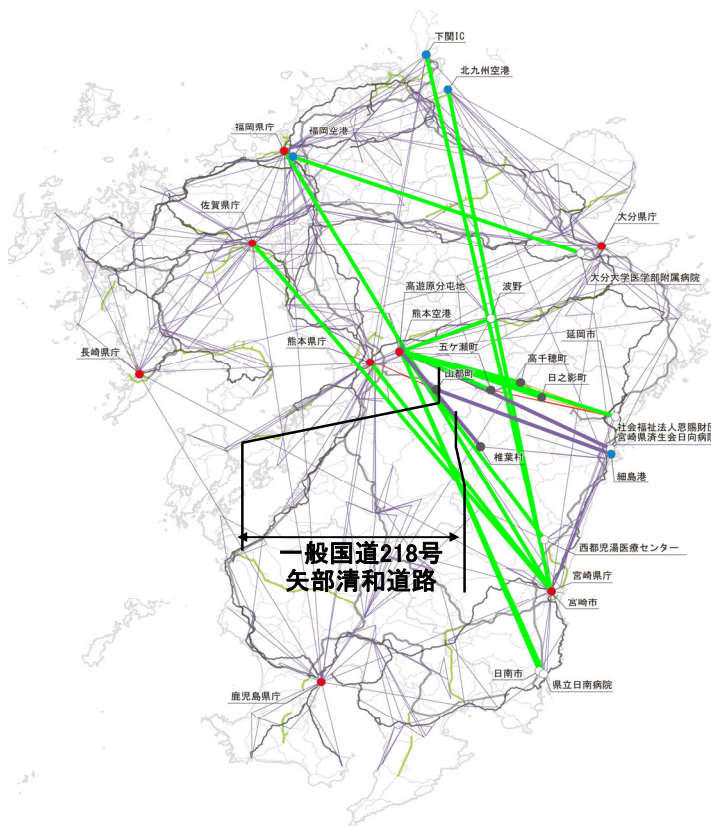 下関IC
北九州空港
福岡県庁
福岡空港
佐賀県庁
大分県庁
高遊原分屯地
波野
大分大学医学部附属病院
熊本空港
熊本県庁
五ケ瀬町
延岡市
長崎県庁
山都町
高千穂町
日之影町
社会福祉法人恩賜財団
宮崎県済生会日向病院
椎葉村
細島港
一般国道218号
矢部清和道路
西都児湯医療センター
宮崎県庁
宮崎市
日南市
県立日南病院
鹿児島県庁